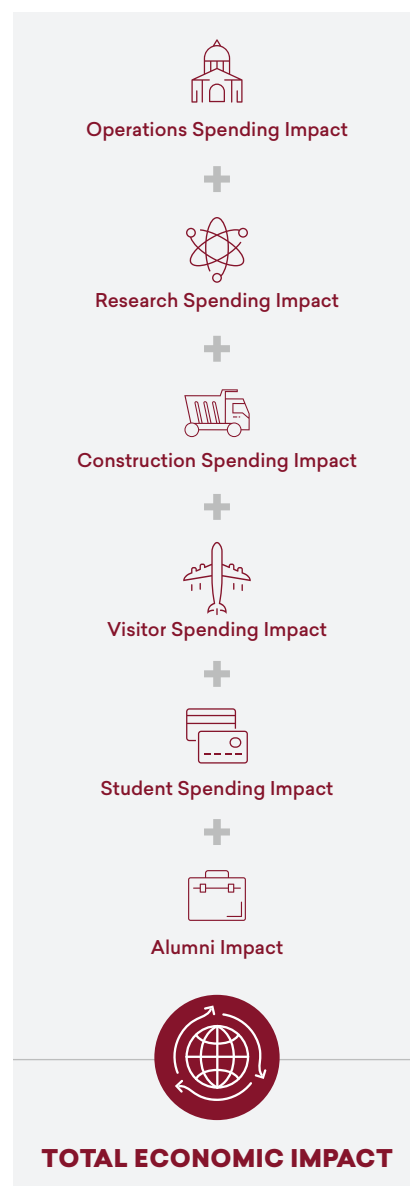 Operations Spending Impact
+
Research Spending Impact
+
Construction Spending Impact
+
Visitor Spending Impact
+
Student Spending Impact
+
Alumni Impact
TOTAL ECONOMIC IMPACT